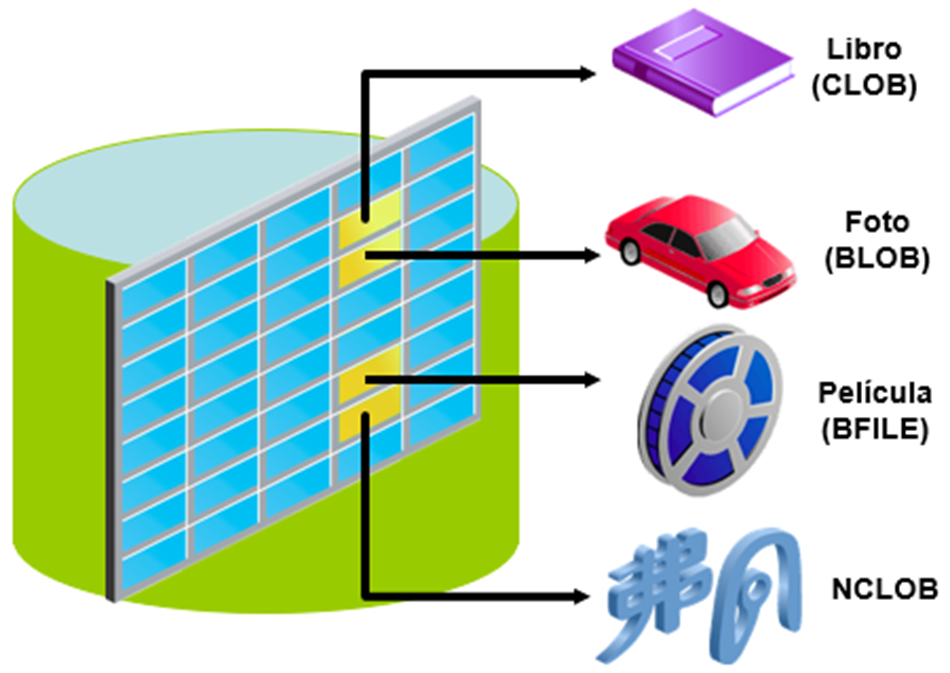 Libro
(CLOB)
Foto
(BLOB)
Película
(BFILE)
NCLOB